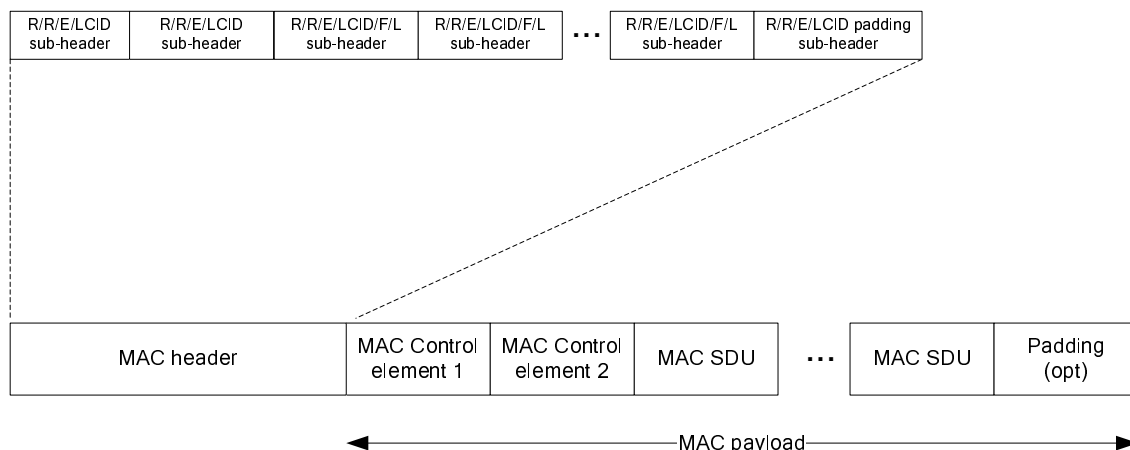 R/R/E/LCID sub-header
R/R/E/LCID sub-header
R/R/E/LCID/F/L sub-header
R/R/E/LCID/F/L sub-header
...
R/R/E/LCID/F/L sub-header
R/R/E/LCID padding sub-header
MAC header
MAC Control element 1
MAC Control element 2
MAC SDU
...
MAC SDU
Padding (opt)
MAC payload